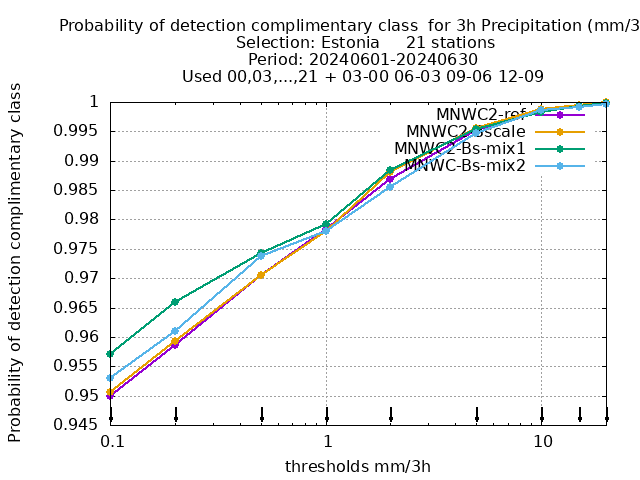 Probability of detection complimentary class for 3h Precipitation (mm/3
Selection: Estonia 21 stations
Period: 20240601-20240630
Used 00,03,...,21 + 03-00 06-03 09-06 12-09
Probability of detection complimentary class
1
0.995
0.99
0.985
0.98
0.975
0.97
0.965
0.96
0.955
0.95
0.945
MNWC2-ref
MNWC2-Bscale
MNWC2-Bs-mix1
MNWC-Bs-mix2
0.1 1 10
thresholds mm/3h